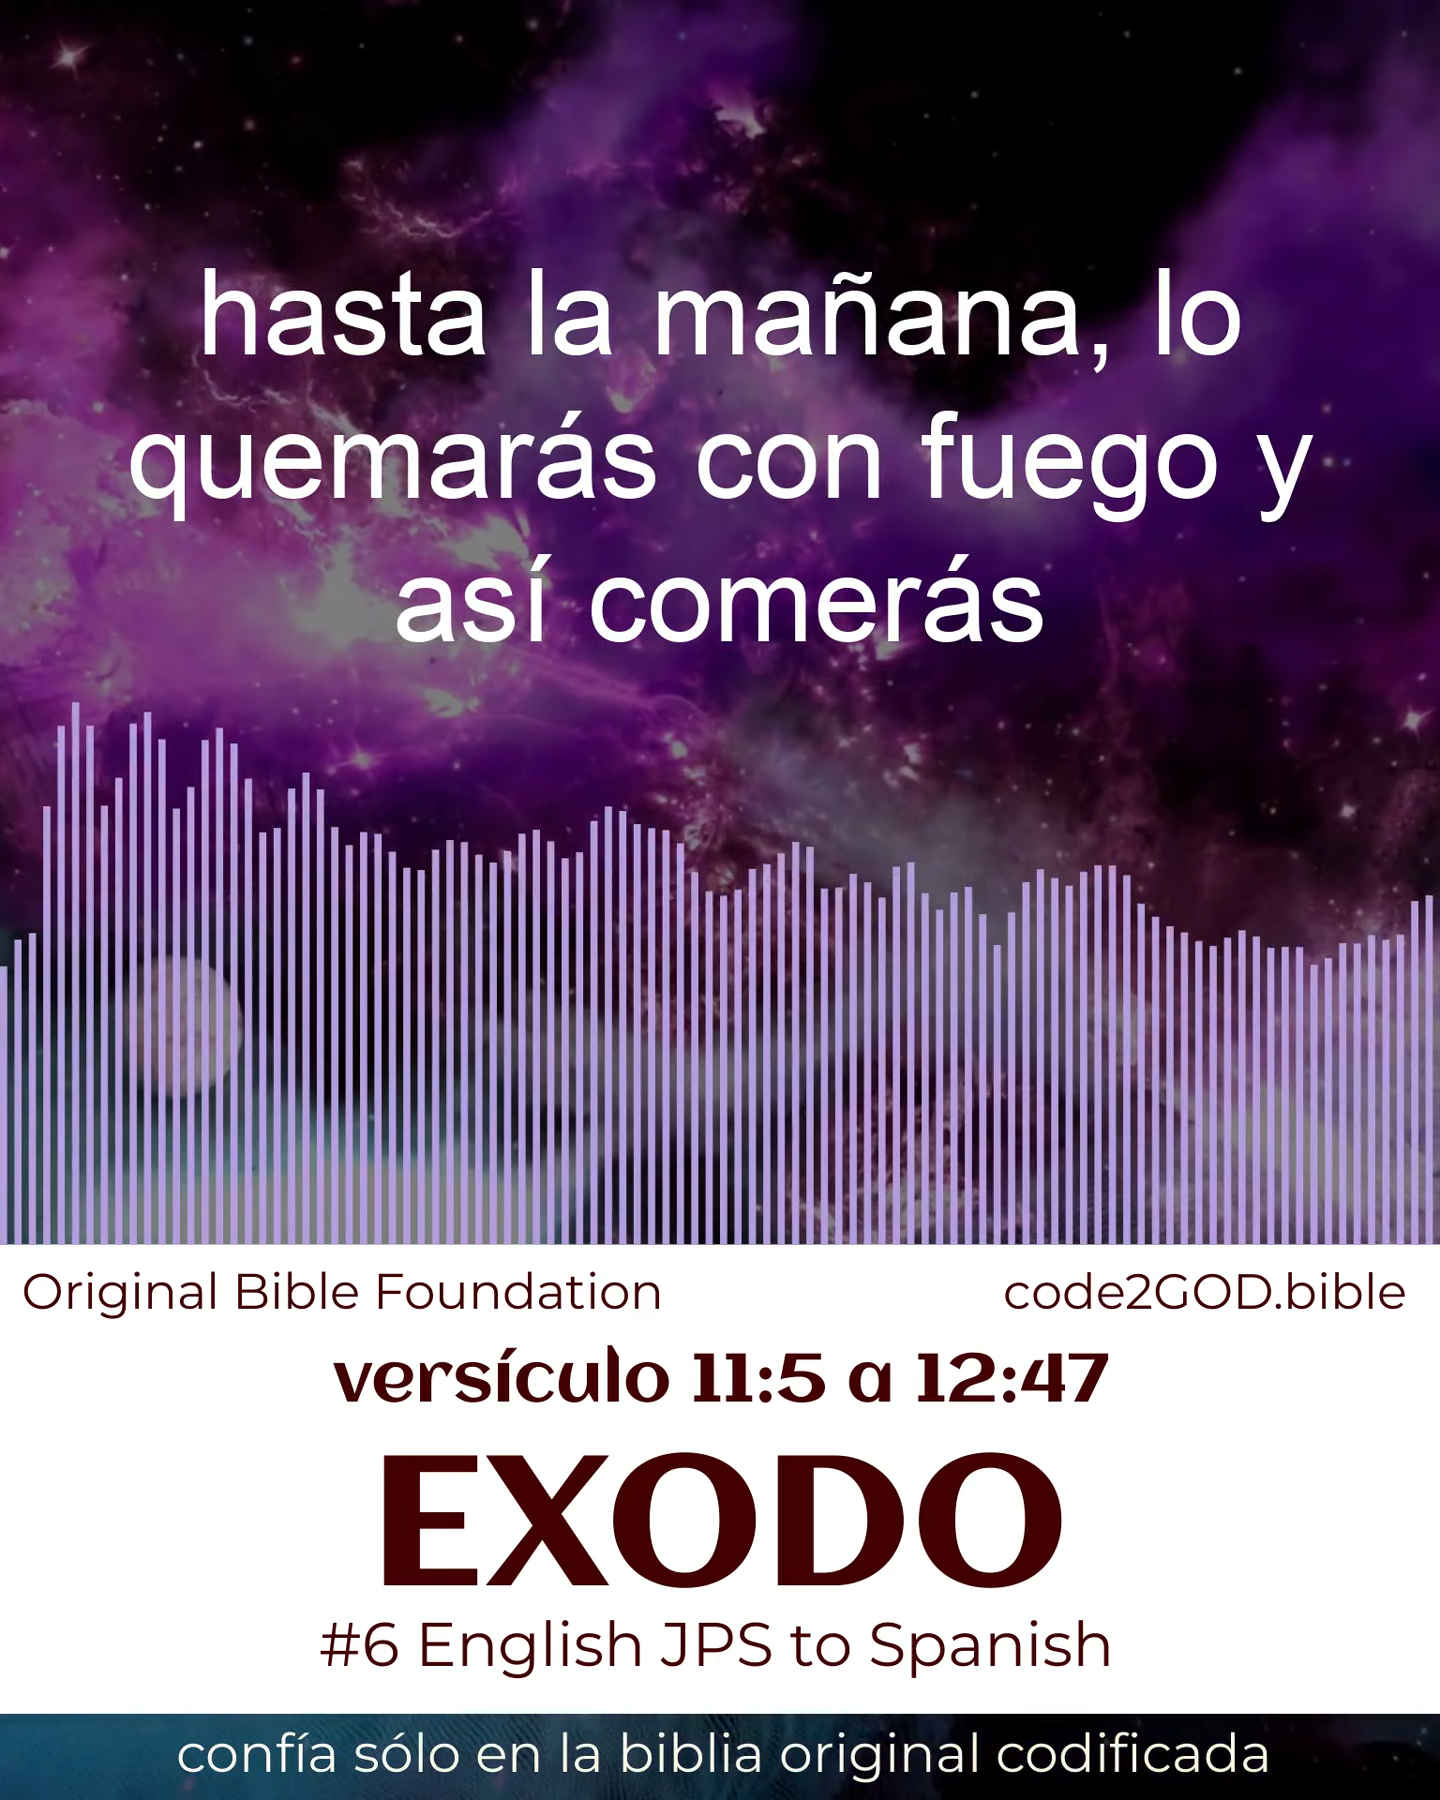 hasta la mañana, lo
quemarás con fuego y
así comerás
Original Bible Foundation
code2GOD.bible
versículo 11:5 a 12:47
EXODO
#6 English JPS to Spanish
confía sólo en la biblia original codificada